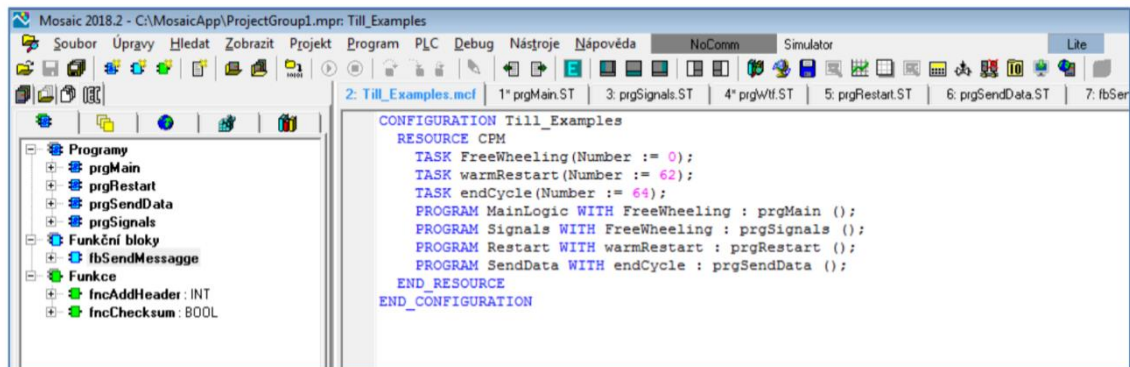 Mosaic 2018.2 - C:\MosaicApp\ProjectGroup1.mpr: Till_Examples
Soubor Úpravy Hledat Zobrazit Projekt Program PLC Debug Nástroje Nápověda NoComm Simulator Lite
2: Till_Examples.mcf 1* prgMain.ST 3: prgSignals.ST 4* prgWtf.ST 5: prgRestart.ST 6: prgSendData.ST 7: fbSen
Programy
prgMain
prgRestart
prgSendData
prgSignals
Funkční bloky
fbSendMessagge
Funkce
fncAddHeader : INT
fncChecksum : BOOL
CONFIGURATION Till_Examples
RESOURCE CPM
TASK FreeWheeling(Number := 0);
TASK warmRestart(Number := 62);
TASK endCycle(Number := 64);
PROGRAM MainLogic WITH FreeWheeling : prgMain ();
PROGRAM Signals WITH FreeWheeling : prgSignals ();
PROGRAM Restart WITH warmRestart : prgRestart ();
PROGRAM SendData WITH endCycle : prgSendData ();
END_RESOURCE
END_CONFIGURATION